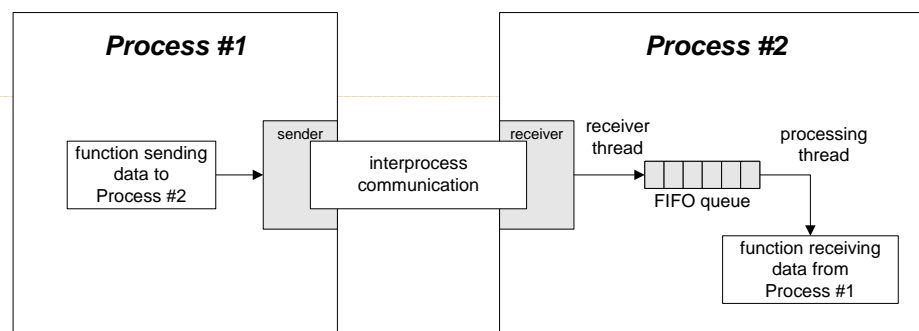 Process #1
Process #2
sender
receiver
receiver
thread
processing
thread
function sending
data to
Process #2
interprocess
communication
FIFO queue
function receiving
data from
Process #1